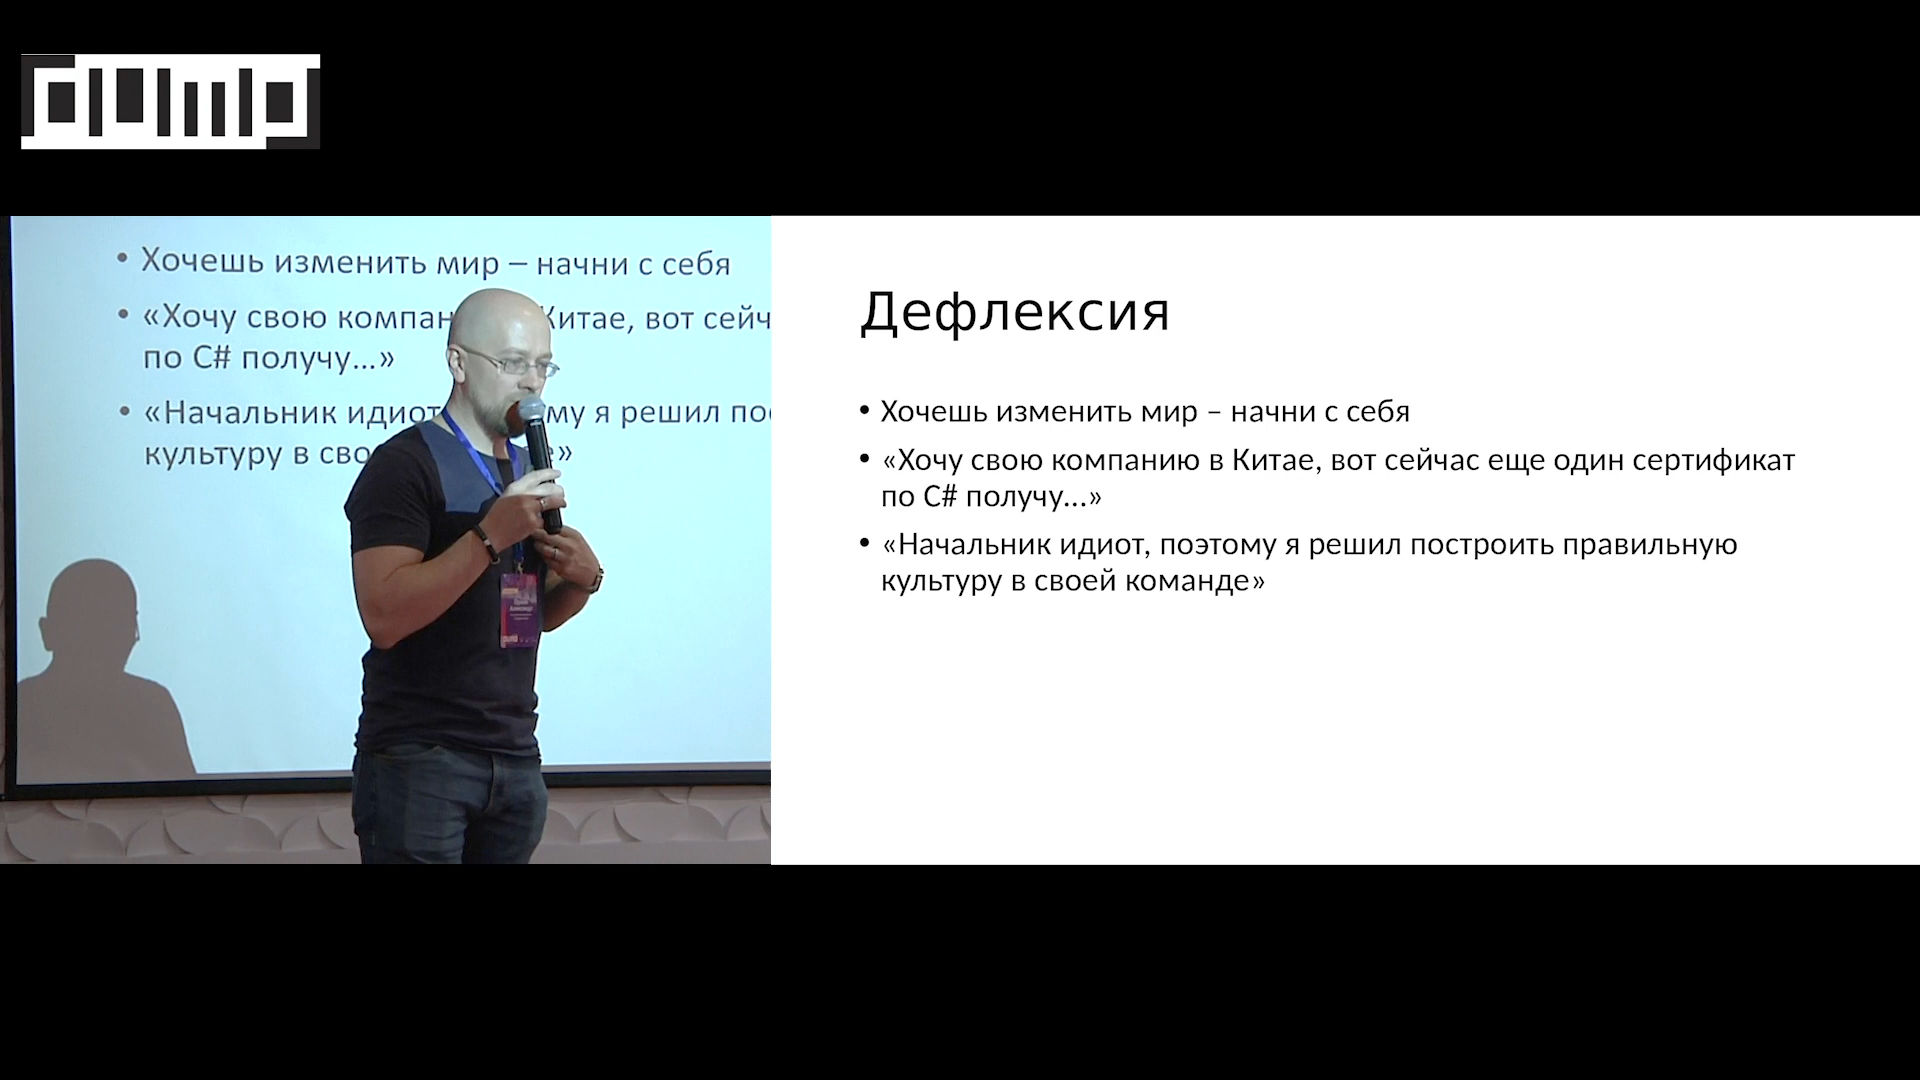 dump
Хочешь изменить мир – начни с себя
«Хочу свою компан Китае, вот сейч
по C# получу...»
«Начальник идиот му я решил пос
культуру в сво е»
Дефлексия
• Хочешь изменить мир – начни с себя
• «Хочу свою компанию в Китае, вот сейчас еще один сертификат
по C# получу...»
• «Начальник идиот, поэтому я решил построить правильную
культуру в своей команде»